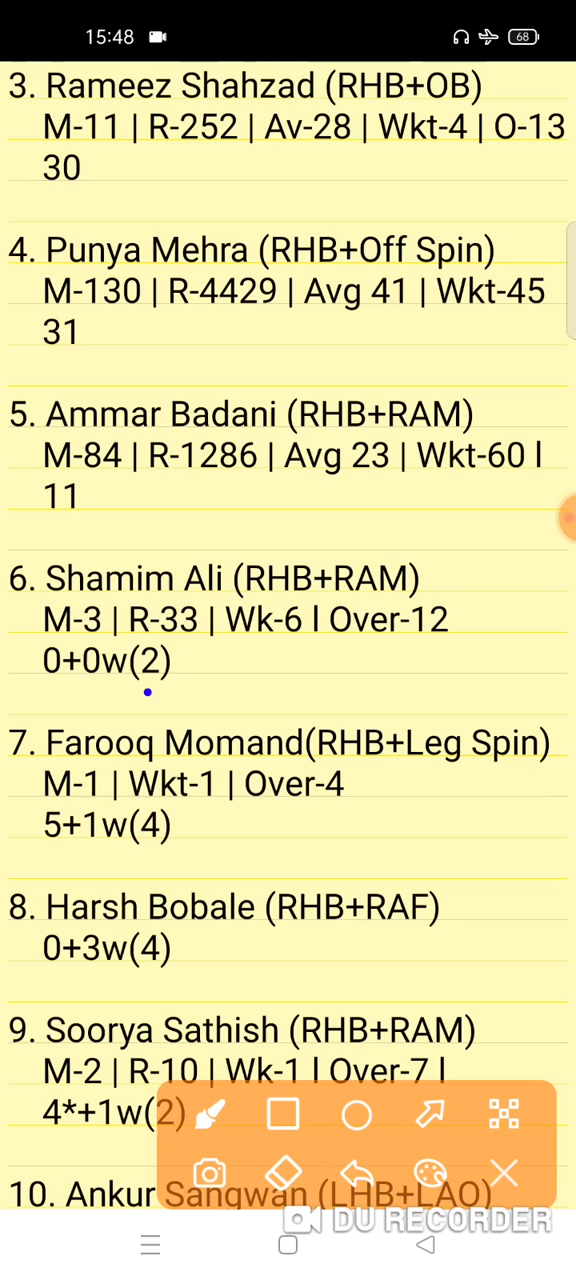 15:48
68
3. Rameez Shahzad (RHB+OB)
M-11 | R-252 | Av-28 | Wkt-4 | O-13
30
4. Punya Mehra (RHB+Off Spin)
M-130 | R-4429 | Avg 41 | Wkt-45
31
5. Ammar Badani (RHB+RAM)
M-84 | R-1286 | Avg 23 | Wkt-60 l
11
6. Shamim Ali (RHB+RAM)
M-3 | R-33 | Wk-6 l Over-12
0+0w(2)
7. Farooq Momand(RHB+Leg Spin)
M-1 | Wkt-1 | Over-4
5+1w(4)
8. Harsh Bobale (RHB+RAF)
0+3w(4)
9. Soorya Sathish (RHB+RAM)
M-2 | R-10 | Wk-1 l Over-7 l
4*+1w(2)
10. Ankur Sangwan (LHB+LAO)
DU RECORDER